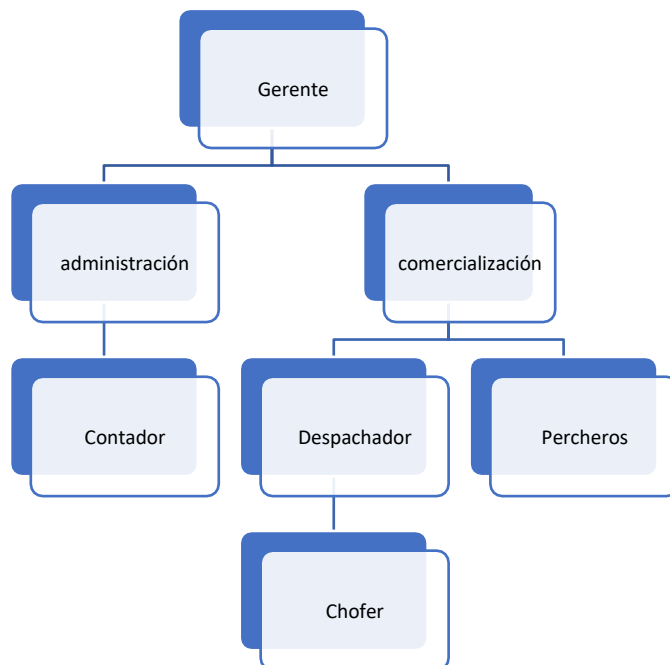 Gerente
administración
comercialización
Contador
Despachador
Percheros
Chofer